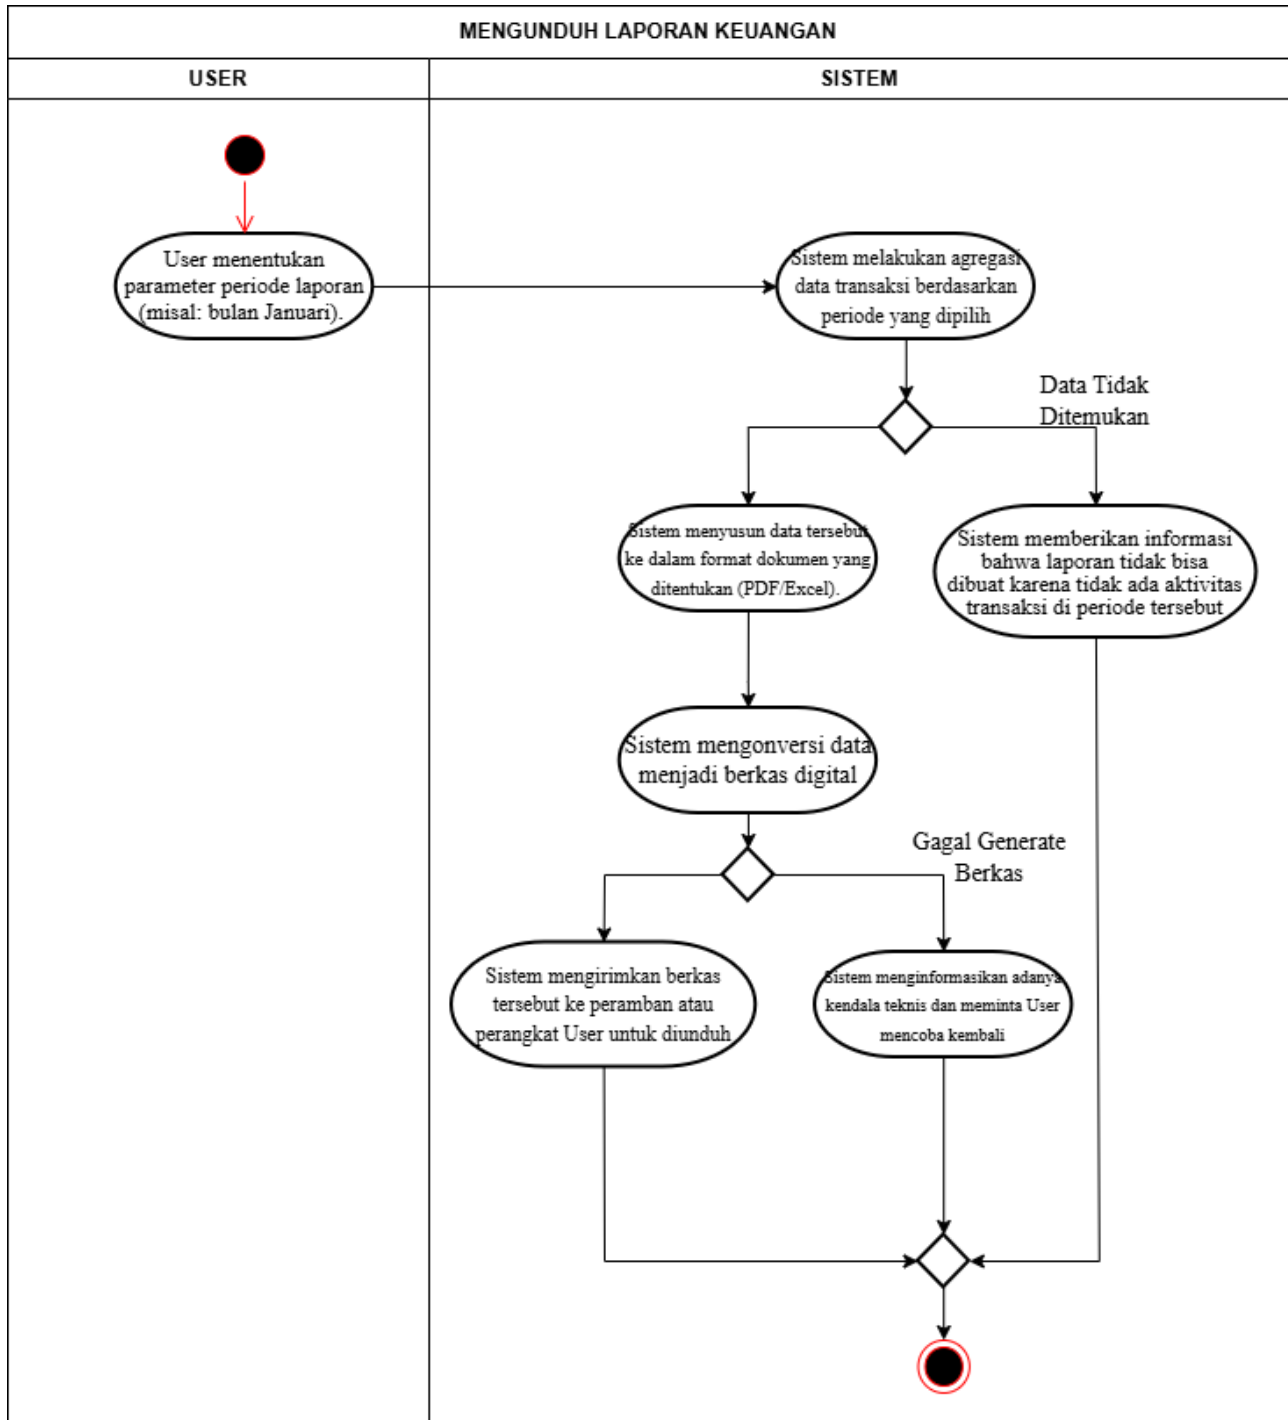 MENGUNDUH LAPORAN KEUANGAN
USER
SISTEM
User menentukan
parameter periode laporan
(misal: bulan Januari).
Sistem melakukan agregasi
data transaksi berdasarkan
periode yang dipilih
Data Tidak
Ditemukan
Sistem menyusun data tersebut
ke dalam format dokumen yang
ditentukan (PDF/Excel).
Sistem memberikan informasi
bahwa laporan tidak bisa
dibuat karena tidak ada aktivitas
transaksi di periode tersebut
Sistem mengonversi data
menjadi berkas digital
Gagal Generate
Berkas
Sistem mengirimkan berkas
tersebut ke peramban atau
perangkat User untuk diunduh
Sistem menginformasikan adanya
kendala teknis dan meminta User
mencoba kembali